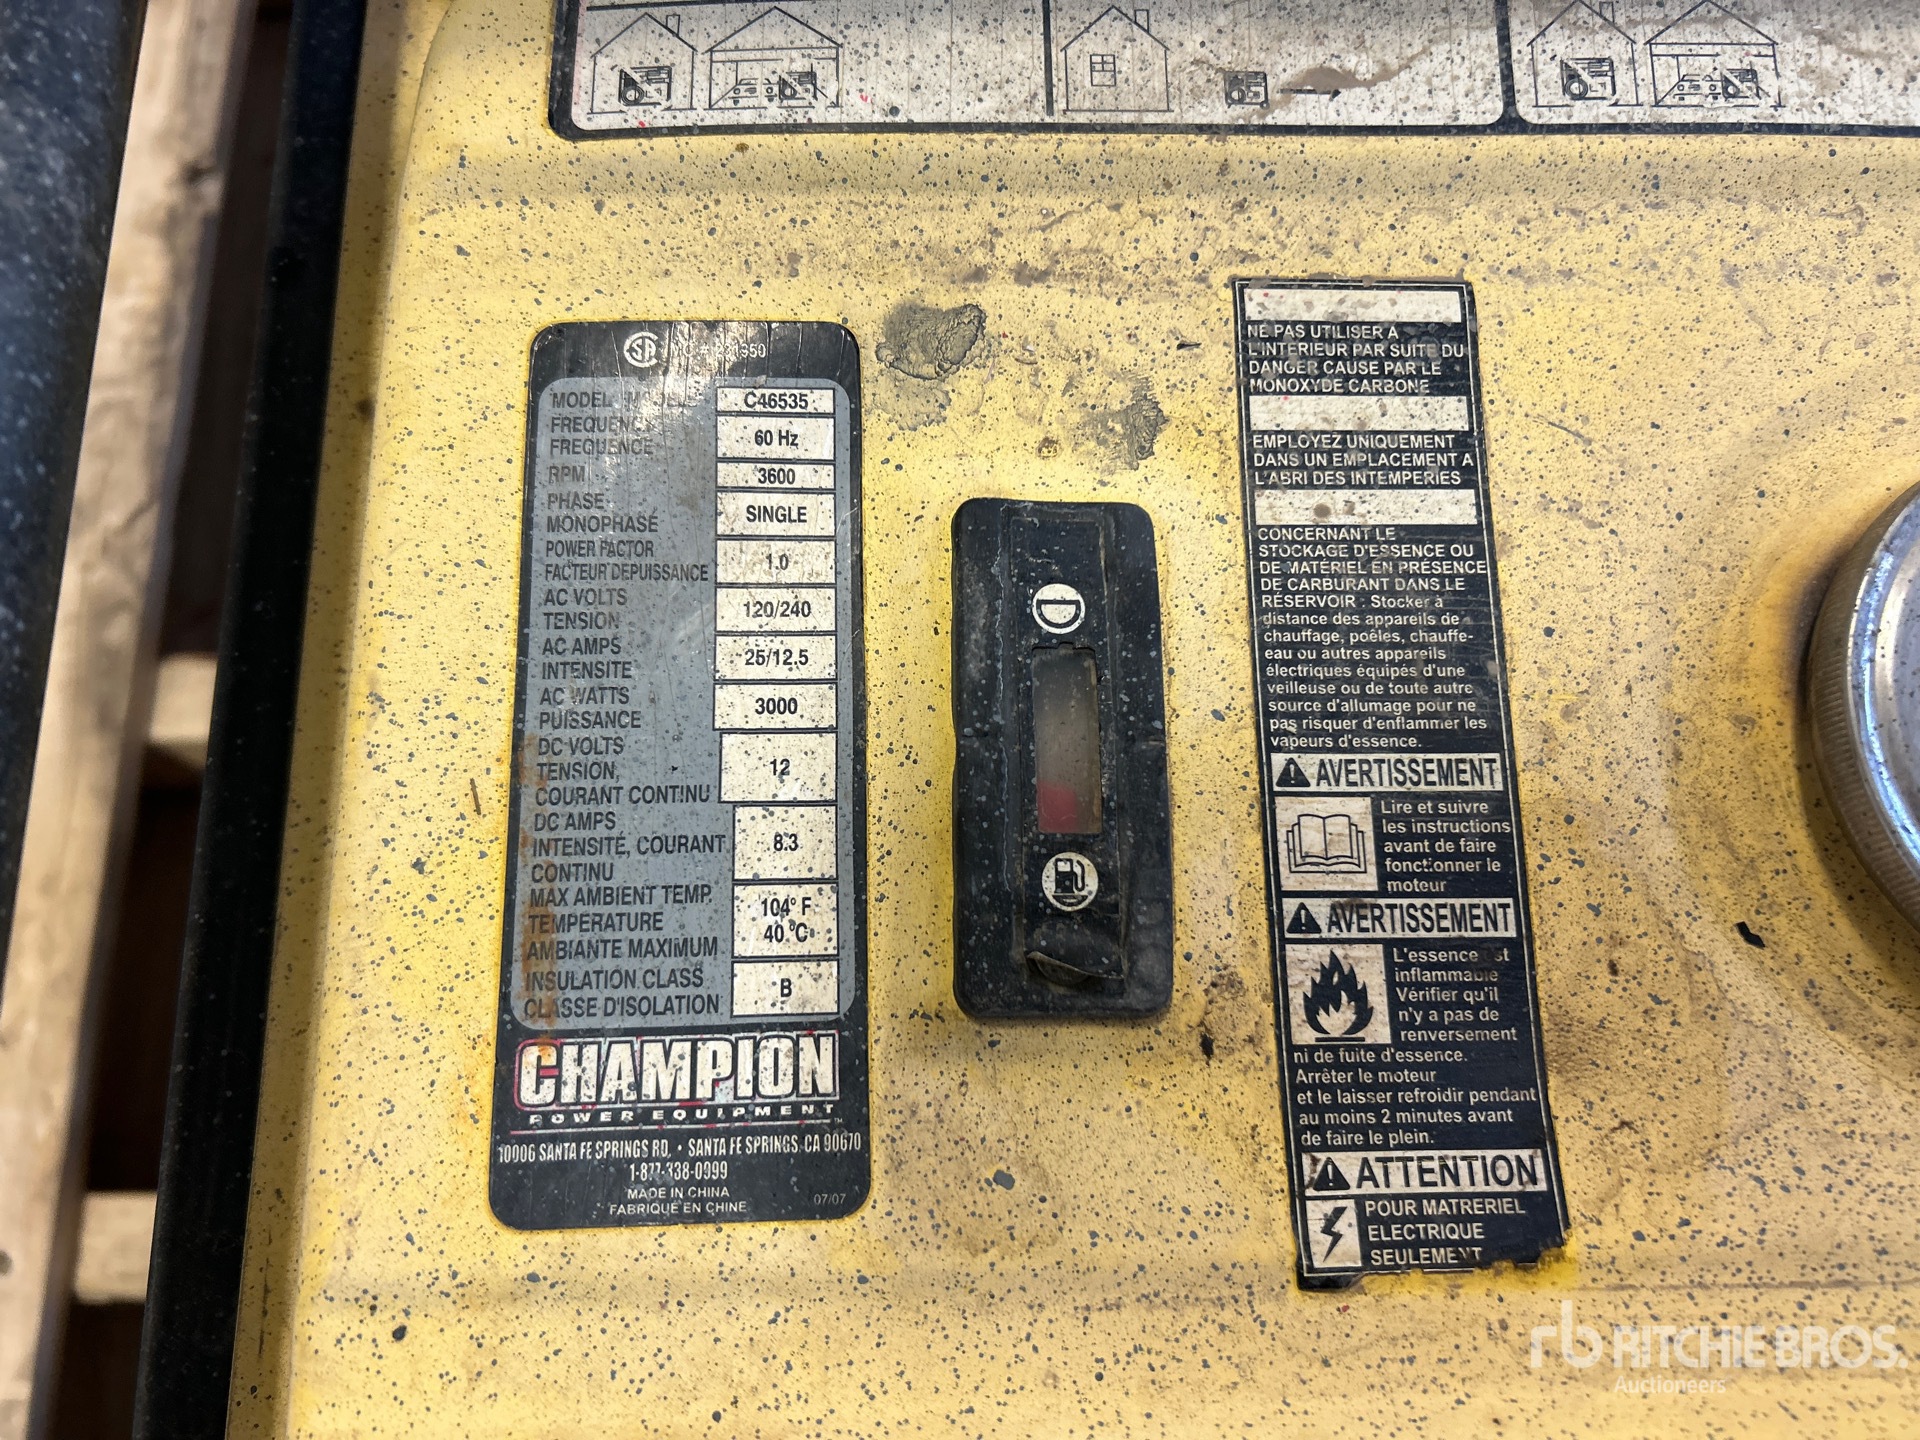 MODEL
C46535
FREQUENCY
FREQUENCE
60 Hz
RPM
3600
PHASE
MONOPHASÉ
SINGLE
POWER FACTOR
FACTEUR DEPUISSANCE
1.0
AC VOLTS
TENSION
120/240
AC AMPS
INTENSITE
25/12.5
AC WATTS
PUISSANCE
3000
DC VOLTS
TENSION,
COURANT CONTINU
12
DC AMPS
INTENSITÉ, COURANT
CONTINU
8.3
MAX AMBIENT TEMP.
TEMPERATURE
AMBIANTE MAXIMUM
104° F
40 °C
INSULATION CLASS
CLASSE D'ISOLATION
B
CHAMPION
POWER EQUIPMENT™
10006 SANTA FE SPRINGS RD. • SANTA FE SPRINGS, CA 90670
1-877-338-0999
MADE IN CHINA
FABRIQUÉ EN CHINE
07/07
NE PAS UTILISER A
L'INTERIEUR PAR SUITE DU
DANGER CAUSE PAR LE
MONOXYDE CARBONE
EMPLOYEZ UNIQUEMENT
DANS UN EMPLACEMENT A
L'ABRI DES INTEMPERIES
CONCERNANT LE
STOCKAGE D'ESSENCE OU
DE MATÉRIEL EN PRÉSENCE
DE CARBURANT DANS LE
RÉSERVOIR : Stocker à
distance des appareils de
chauffage, poêles, chauffe-
eau ou autres appareils
électriques équipés d'une
veilleuse ou de toute autre
source d'allumage pour ne
pas risquer d'enflammer les
vapeurs d'essence.
AVERTISSEMENT
Lire et suivre
les instructions
avant de faire
fonctionner le
moteur
AVERTISSEMENT
L'essence est
inflammable
Vérifier qu'il
n'y a pas de
renversement
ni de fuite d'essence.
Arrêter le moteur
et le laisser refroidir pendant
au moins 2 minutes avant
de faire le plein.
ATTENTION
POUR MATRERIEL
ELECTRIQUE
SEULEMENT
rb RITCHIE BROS.
Auctioneers